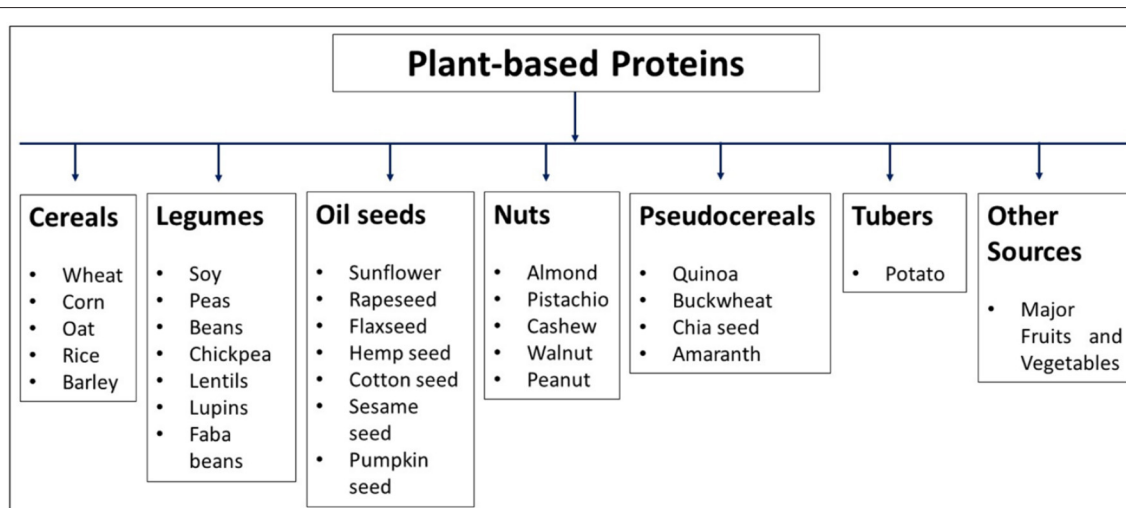 Plant-based Proteins
Cereals
• Wheat
• Corn
• Oat
• Rice
• Barley
Legumes
• Soy
• Peas
• Beans
• Chickpea
• Lentils
• Lupins
• Faba
beans
Oil seeds
• Sunflower
• Rapeseed
• Flaxseed
• Hemp seed
• Cotton seed
• Sesame
seed
• Pumpkin
seed
Nuts
• Almond
• Pistachio
• Cashew
• Walnut
• Peanut
Pseudocereals
• Quinoa
• Buckwheat
• Chia seed
• Amaranth
Tubers
• Potato
Other
Sources
• Major
Fruits and
Vegetables